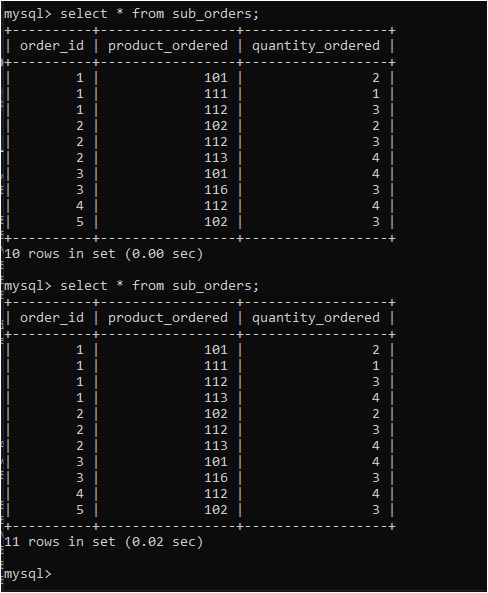 mysql> select * from sub_orders;
+----------+-----------------+------------------+
| order_id | product_ordered | quantity_ordered |
+----------+-----------------+------------------+
|        1 |             101 |                2 |
|        1 |             111 |                1 |
|        1 |             112 |                3 |
|        2 |             102 |                2 |
|        2 |             112 |                3 |
|        2 |             113 |                4 |
|        3 |             101 |                4 |
|        3 |             116 |                3 |
|        4 |             112 |                4 |
|        5 |             102 |                3 |
+----------+-----------------+------------------+
10 rows in set (0.00 sec)
mysql> select * from sub_orders;
+----------+-----------------+------------------+
| order_id | product_ordered | quantity_ordered |
+----------+-----------------+------------------+
|        1 |             101 |                2 |
|        1 |             111 |                1 |
|        1 |             112 |                3 |
|        1 |             113 |                4 |
|        2 |             102 |                2 |
|        2 |             112 |                3 |
|        2 |             113 |                4 |
|        3 |             101 |                4 |
|        3 |             116 |                3 |
|        4 |             112 |                4 |
|        5 |             102 |                3 |
+----------+-----------------+------------------+
11 rows in set (0.02 sec)
mysql>